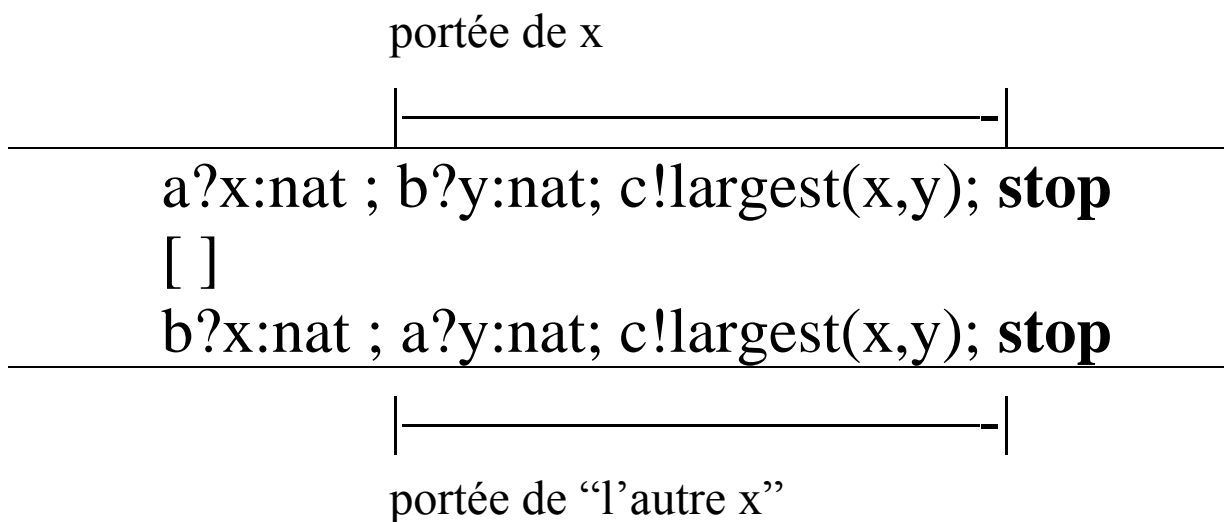 portée de x
a?x:nat ; b?y:nat; c!largest(x,y); stop
[ ]
b?x:nat ; a?y:nat; c!largest(x,y); stop
portée de “l’autre x”